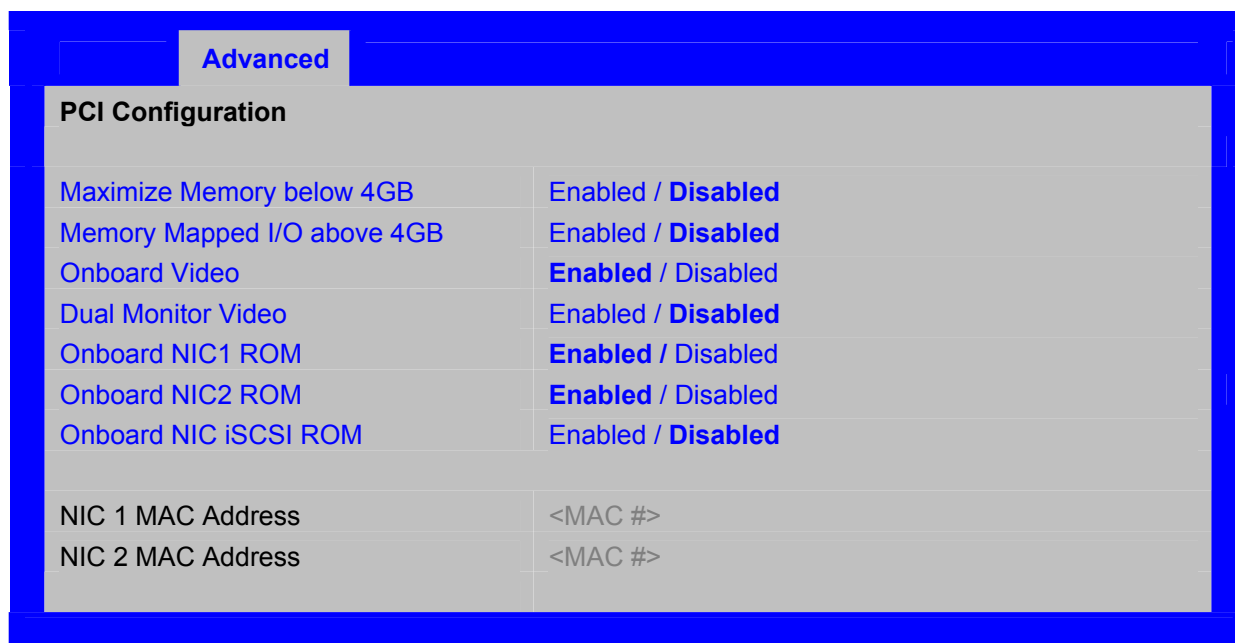 Advanced
PCI Configuration
Maximize Memory below 4GB Enabled / Disabled
Memory Mapped I/O above 4GB Enabled / Disabled
Onboard Video Enabled / Disabled
Dual Monitor Video Enabled / Disabled
Onboard NIC1 ROM Enabled / Disabled
Onboard NIC2 ROM Enabled / Disabled
Onboard NIC iSCSI ROM Enabled / Disabled
NIC 1 MAC Address <MAC #>
NIC 2 MAC Address <MAC #>